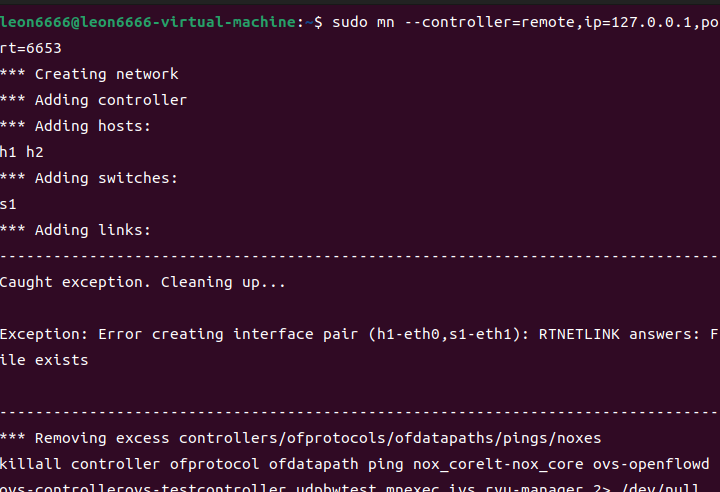 leon6666@leon6666-virtual-machine:~$ sudo mn --controller=remote,ip=127.0.0.1,po
rt=6653
*** Creating network
*** Adding controller
*** Adding hosts:
h1 h2
*** Adding switches:
s1
*** Adding links:
--------------------------------------------------------------------------------
Caught exception. Cleaning up...
Exception: Error creating interface pair (h1-eth0,s1-eth1): RTNETLINK answers: F
ile exists
--------------------------------------------------------------------------------
*** Removing excess controllers/ofprotocols/ofdatapaths/pings/noxes
killall controller ofprotocol ofdatapath ping nox_corelt-nox_core ovs-openflowd
ovs-controllerovs-testcontroller udpbwtest mnexec ivs ryu-manager 2> /dev/null